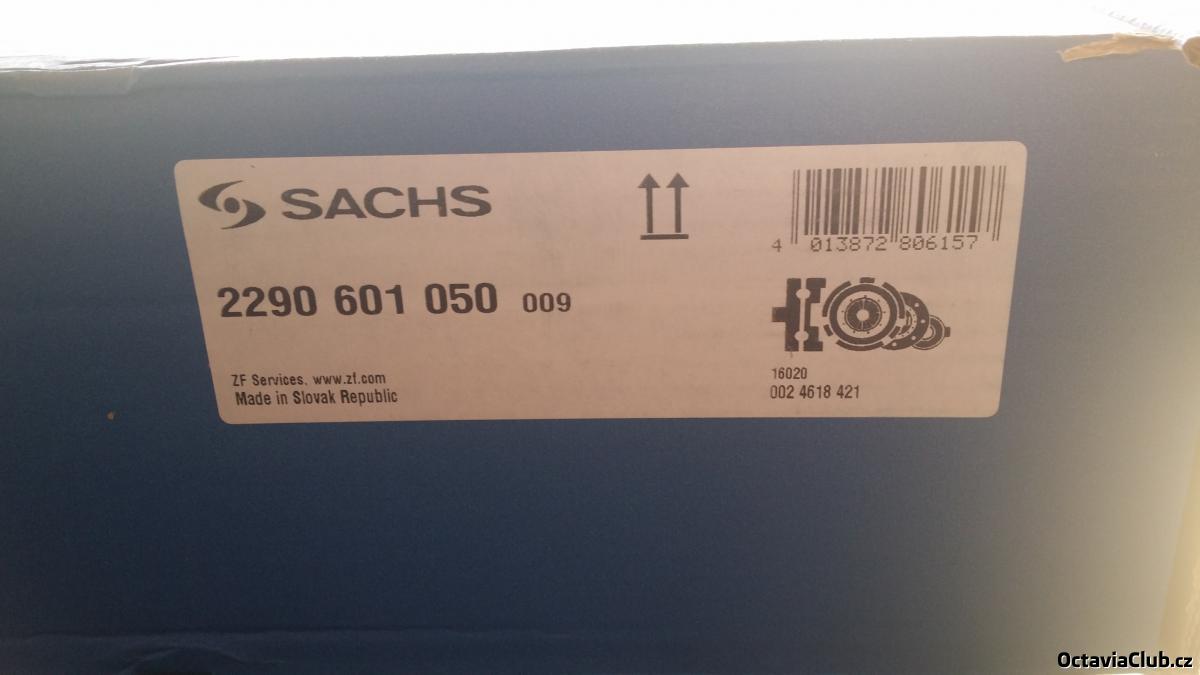 SACHS
4 013872 806157
2290 601 050 009
ZF Services, www.zf.com
Made in Slovak Republic
16020
002 4618 421
OctaviaClub.cz